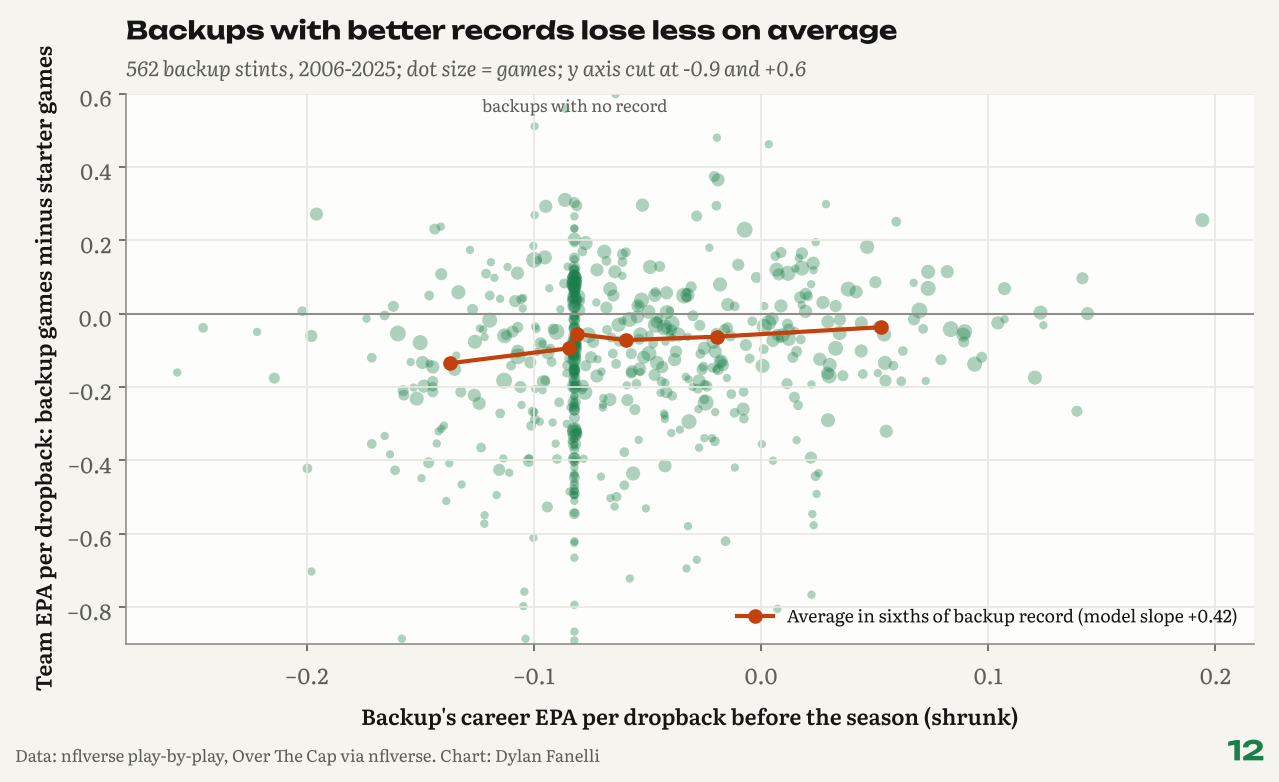 Backups with better records lose less on average
562 backup stints, 2006-2025; dot size = games; y axis cut at -0.9 and +0.6
Team EPA per dropback: backup games minus starter games
0.6
0.4
0.2
0.0
−0.2
−0.4
−0.6
−0.8
backups with no record
Average in sixths of backup record (model slope +0.42)
−0.2
−0.1
0.0
0.1
0.2
Backup's career EPA per dropback before the season (shrunk)
Data: nflverse play-by-play, Over The Cap via nflverse. Chart: Dylan Fanelli
12